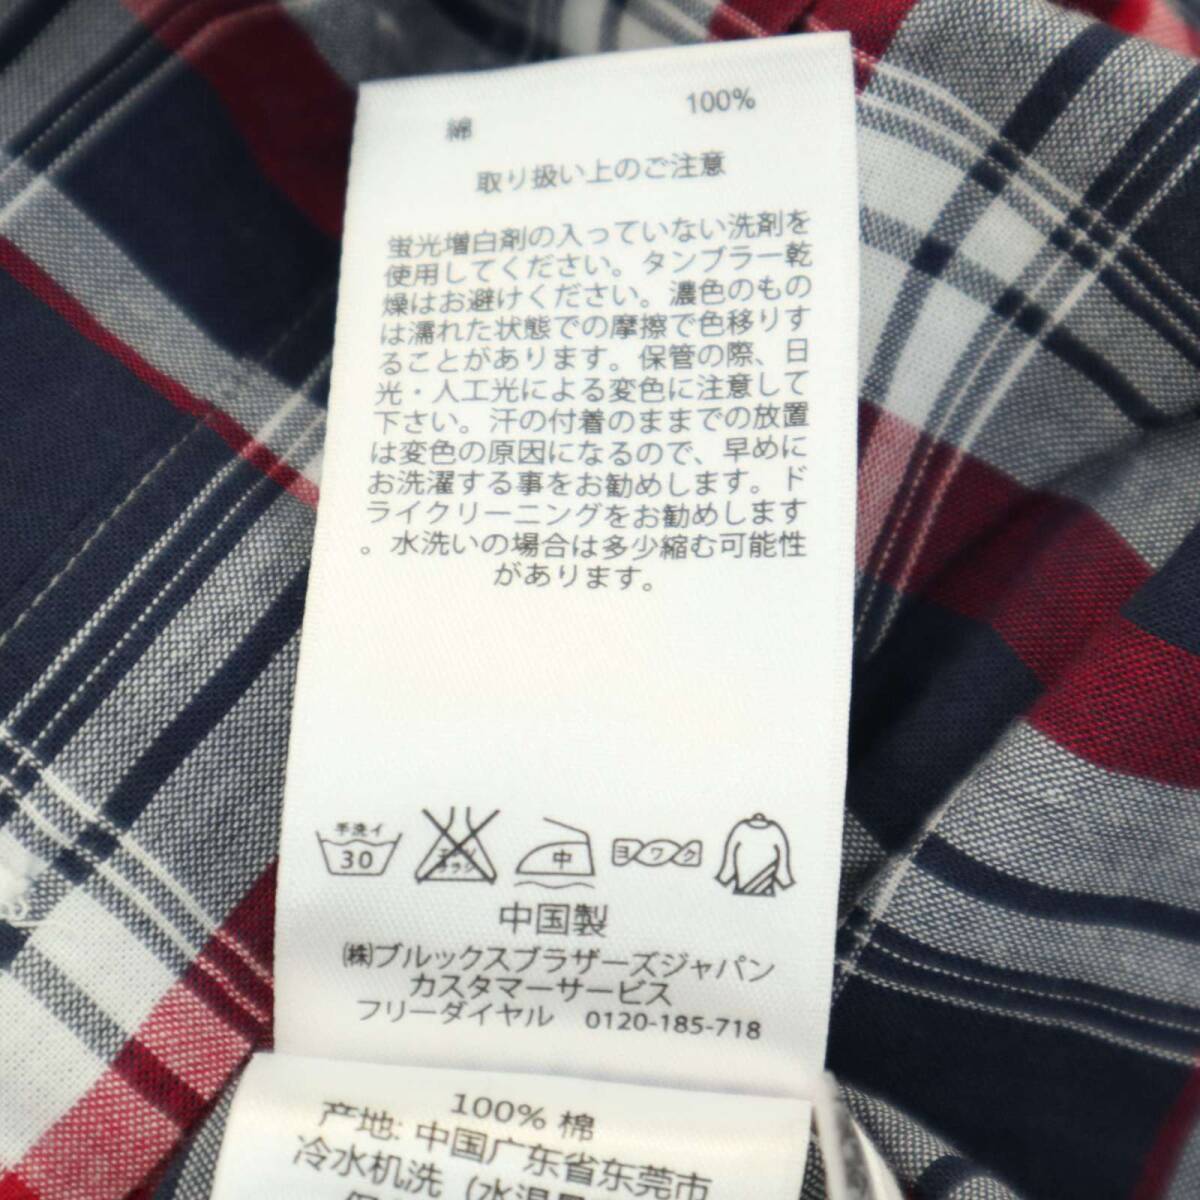 綿 100%
取り扱い上のご注意
蛍光増白剤の入っていない洗剤を
使用してください。タンブラー乾
燥はお避けください。濃色のもの
は濡れた状態での摩擦で色移りす
ることがあります。保管の際、日
光・人工光による変色に注意して
下さい。汗の付着のままでの放置
は変色の原因になるので、早めに
お洗濯する事をお勧めします。ド
ライクリーニングをお勧めします
。水洗いの場合は多少縮む可能性
があります。
手洗イ
30
中
ヨワク
中国製
㈱ブルックスブラザーズジャパン
カスタマーサービス
フリーダイヤル 0120-185-718
100% 棉
产地: 中国广东省东莞市
冷水机洗 (水温最